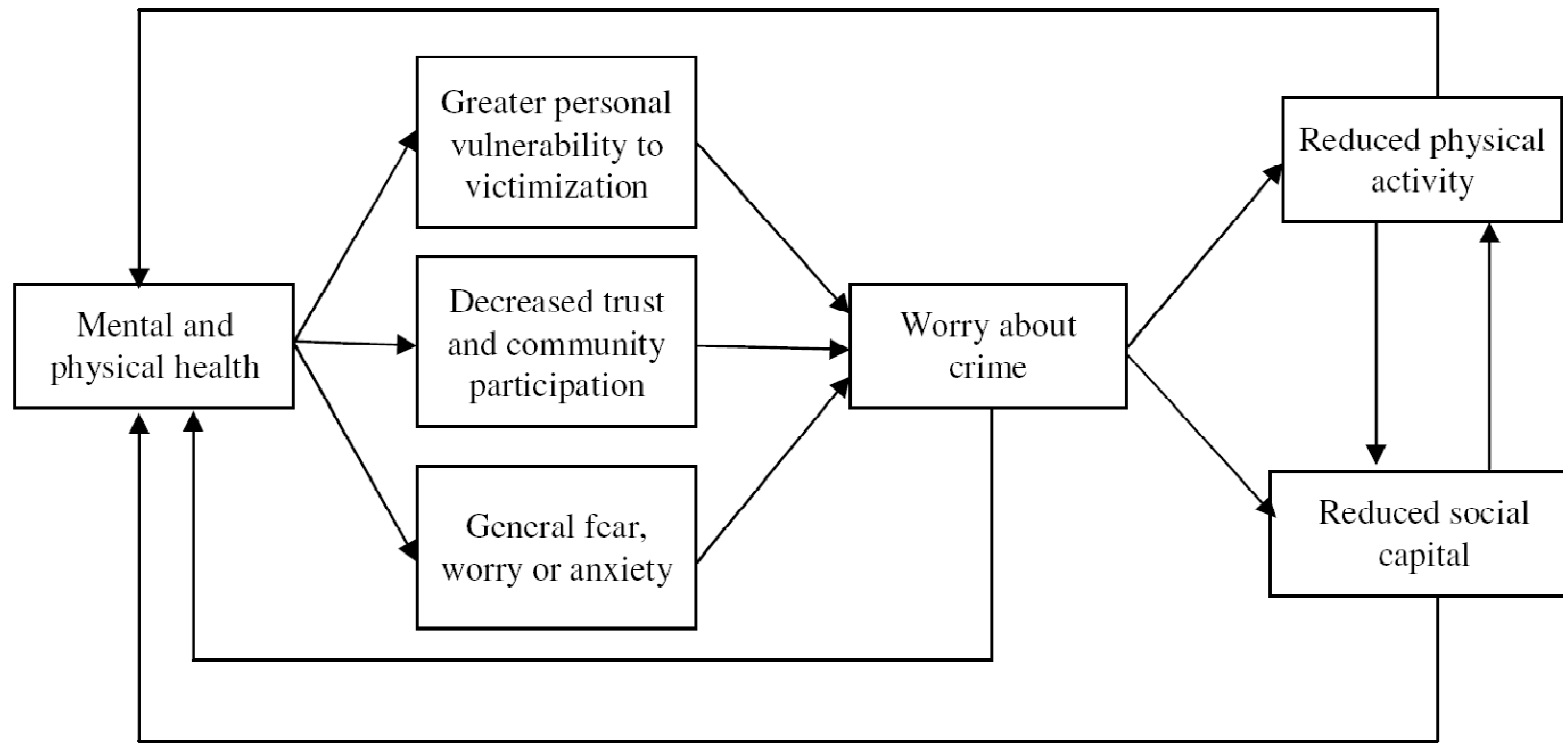 Greater personal
vulnerability to
victimization
Reduced physical
activity
Mental and
physical health
Decreased trust
and community
participation
Worry about
crime
General fear,
worry or anxiety
Reduced social
capital